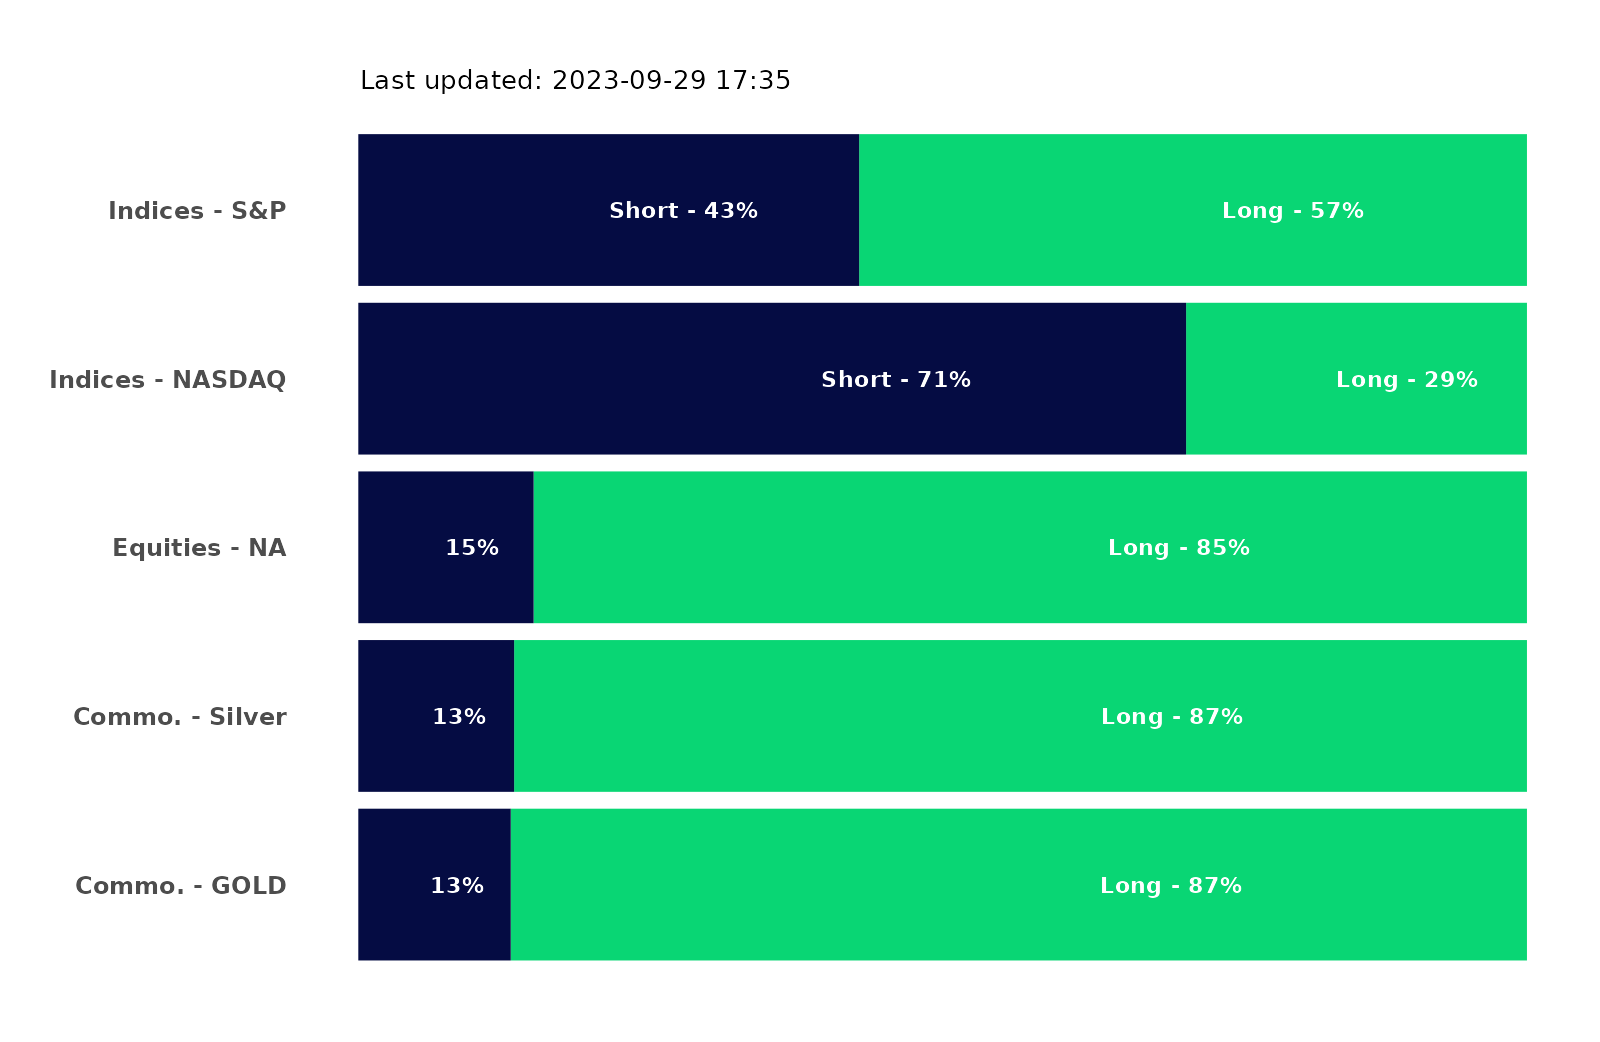 Last updated: 2023-09-29 17:35
Indices - S&P
Short - 43%
Long - 57%
Indices - NASDAQ
Short - 71%
Long - 29%
Equities - NA
15%
Long - 85%
Commo. - Silver
13%
Long - 87%
Commo. - GOLD
13%
Long - 87%